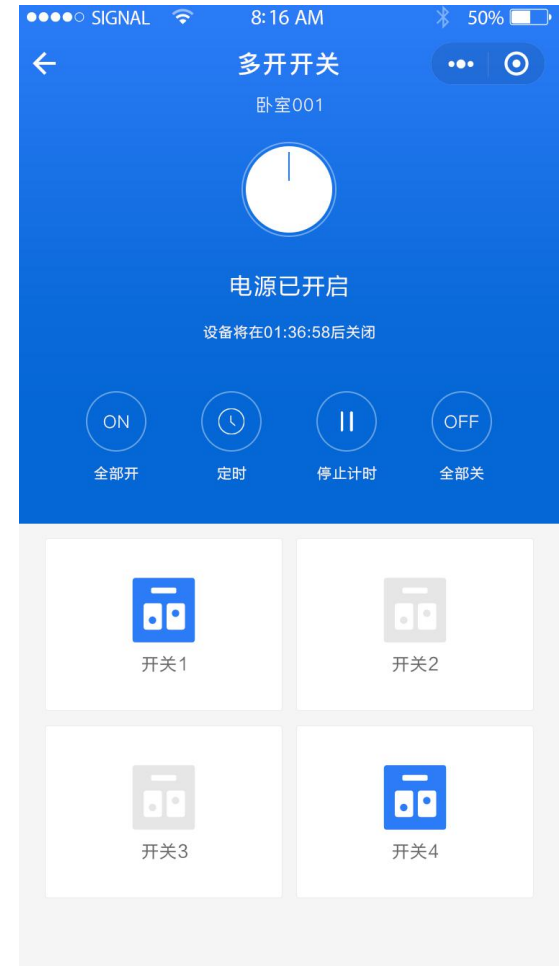 SIGNAL 8:16 AM 50%
多开开关
卧室001
电源已开启
设备将在01:36:58后关闭
ON OFF
全部开 定时 停止计时 全部关
开关1 开关2
开关3 开关4